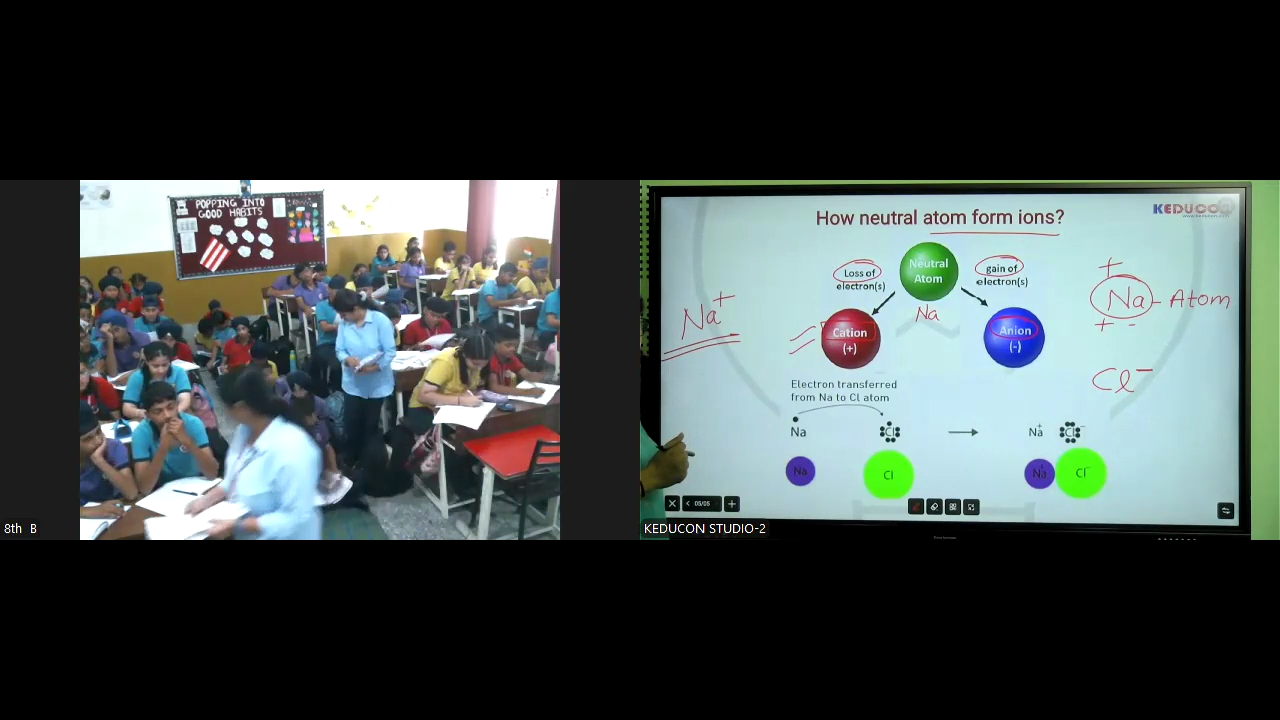 POPPING INTO
GOOD HABITS
8th B
KEDUCON
How neutral atom form ions?
Loss of
electron(s)
Neutral
Atom
gain of
electron(s)
Na
Cation
(+)
Anion
(-)
Na+
+
Na - Atom
+ -
Cl-
Electron transferred
from Na to Cl atom
Na
Cl
Na+
Cl-
Na
Cl
Na+
Cl-
05/05
KEDUCON STUDIO-2